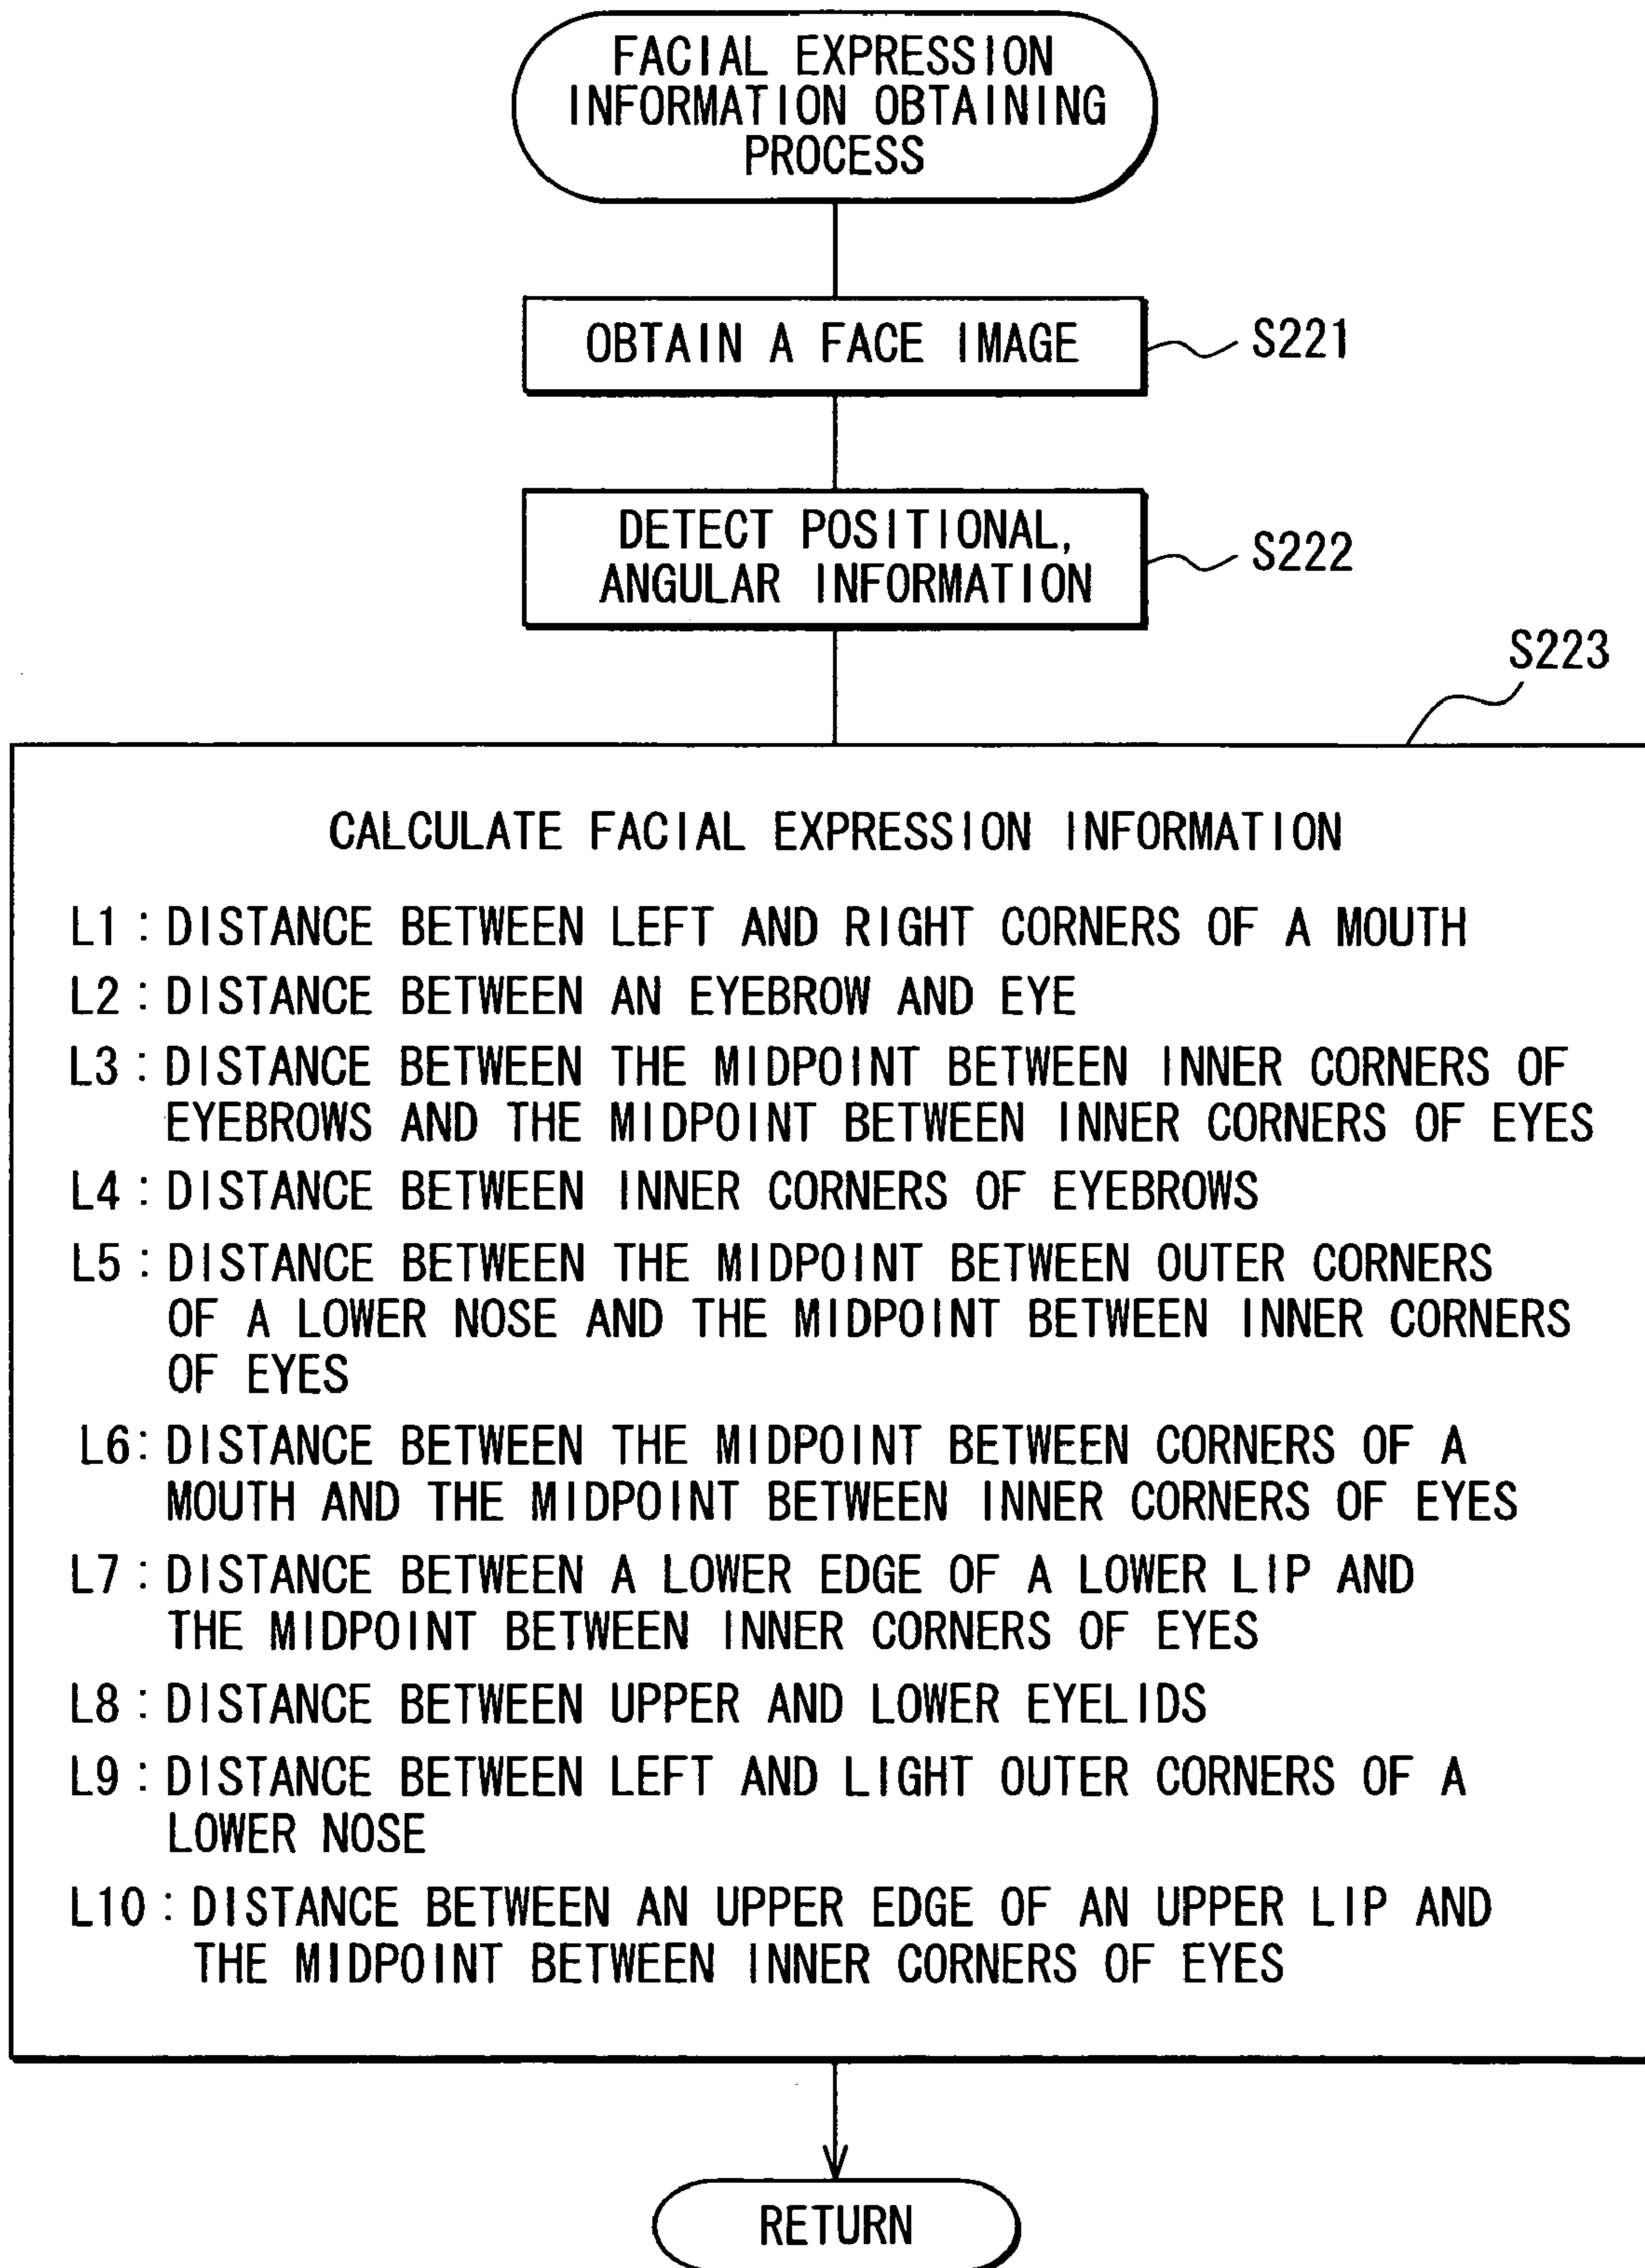 FACIAL EXPRESSION
INFORMATION OBTAINING
PROCESS
OBTAIN A FACE IMAGE
S221
DETECT POSITIONAL,
ANGULAR INFORMATION
S222
S223
CALCULATE FACIAL EXPRESSION INFORMATION
L1 : DISTANCE BETWEEN LEFT AND RIGHT CORNERS OF A MOUTH
L2 : DISTANCE BETWEEN AN EYEBROW AND EYE
L3 : DISTANCE BETWEEN THE MIDPOINT BETWEEN INNER CORNERS OF
EYEBROWS AND THE MIDPOINT BETWEEN INNER CORNERS OF EYES
L4 : DISTANCE BETWEEN INNER CORNERS OF EYEBROWS
L5 : DISTANCE BETWEEN THE MIDPOINT BETWEEN OUTER CORNERS
OF A LOWER NOSE AND THE MIDPOINT BETWEEN INNER CORNERS
OF EYES
L6: DISTANCE BETWEEN THE MIDPOINT BETWEEN CORNERS OF A
MOUTH AND THE MIDPOINT BETWEEN INNER CORNERS OF EYES
L7 : DISTANCE BETWEEN A LOWER EDGE OF A LOWER LIP AND
THE MIDPOINT BETWEEN INNER CORNERS OF EYES
L8 : DISTANCE BETWEEN UPPER AND LOWER EYELIDS
L9 : DISTANCE BETWEEN LEFT AND LIGHT OUTER CORNERS OF A
LOWER NOSE
L10 : DISTANCE BETWEEN AN UPPER EDGE OF AN UPPER LIP AND
THE MIDPOINT BETWEEN INNER CORNERS OF EYES
RETURN